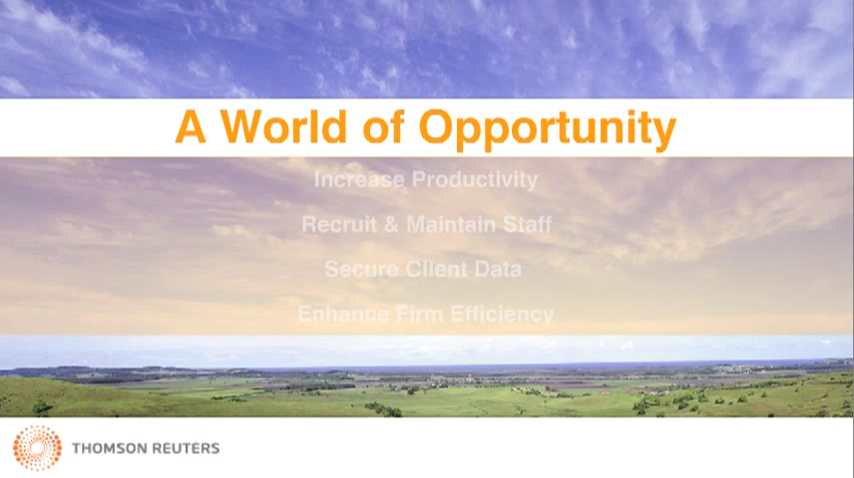 A World of Opportunity
Increase Productivity
Recruit & Maintain Staff
Secure Client Data
Enhance Firm Efficiency
THOMSON REUTERS